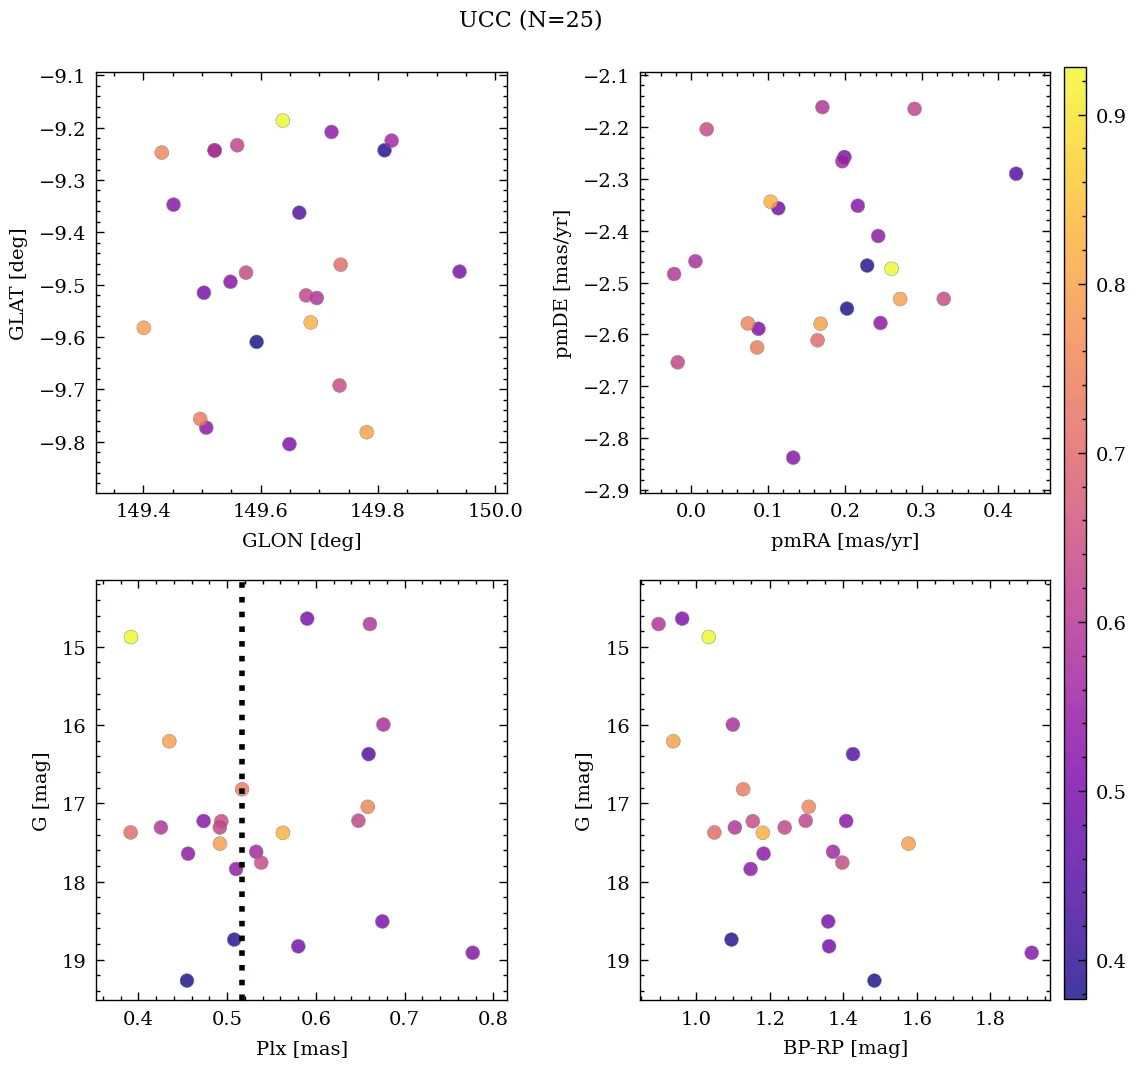 UCC (N=25)
−9.1
−9.2
−9.3
−9.4
−9.5
−9.6
−9.7
−9.8
GLAT [deg]
149.4 149.6 149.8 150.0
GLON [deg]
−2.1
−2.2
−2.3
−2.4
−2.5
−2.6
−2.7
−2.8
−2.9
pmDE [mas/yr]
0.0 0.1 0.2 0.3 0.4
pmRA [mas/yr]
15
16
17
18
19
G [mag]
0.4 0.5 0.6 0.7 0.8
Plx [mas]
15
16
17
18
19
G [mag]
1.0 1.2 1.4 1.6 1.8
BP-RP [mag]
0.9
0.8
0.7
0.6
0.5
0.4